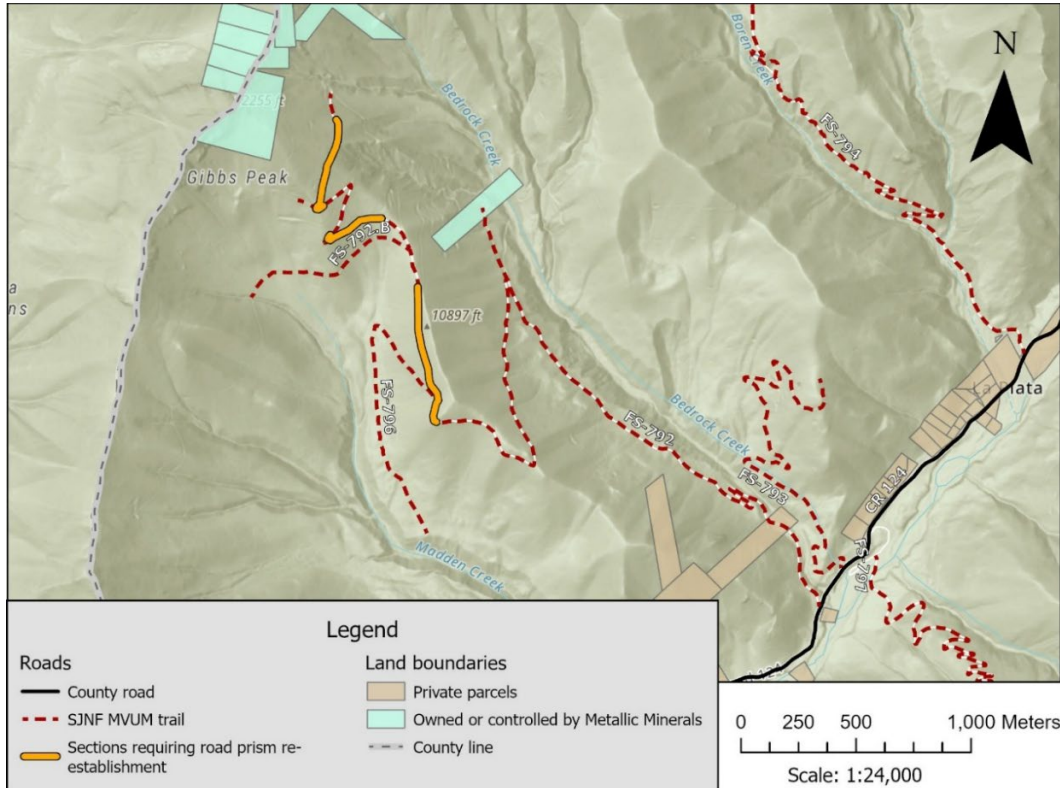 Boren Creek
N
2255 ft
Bedrock Creek
FS-794
Gibbs Peak
FS-792.B
10897 ft
a
ns
La Plata
FS-796
Bedrock Creek
FS-792
FS-793
CR 124
FS-797
Madden Creek
Legend
Roads
County road
SJNF MVUM trail
Sections requiring road prism re-
establishment
Land boundaries
Private parcels
Owned or controlled by Metallic Minerals
County line
0 250 500 1,000 Meters
Scale: 1:24,000